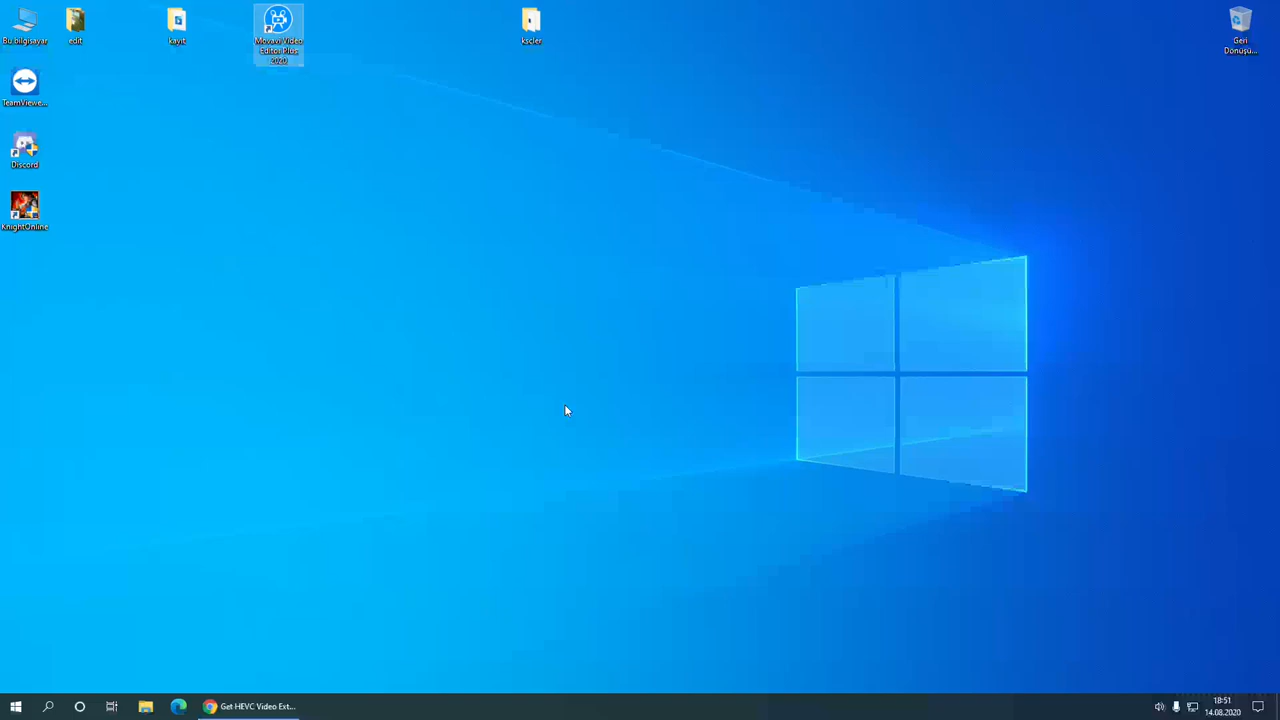 Bu bilgisayar
edit
kayıt
Movavi Video
Editor Plus
2020
kscler
Geri
Dönüşü...
TeamViewe...
Discord
KnightOnline
Get HEVC Video Ext...
18:51
14.08.2020